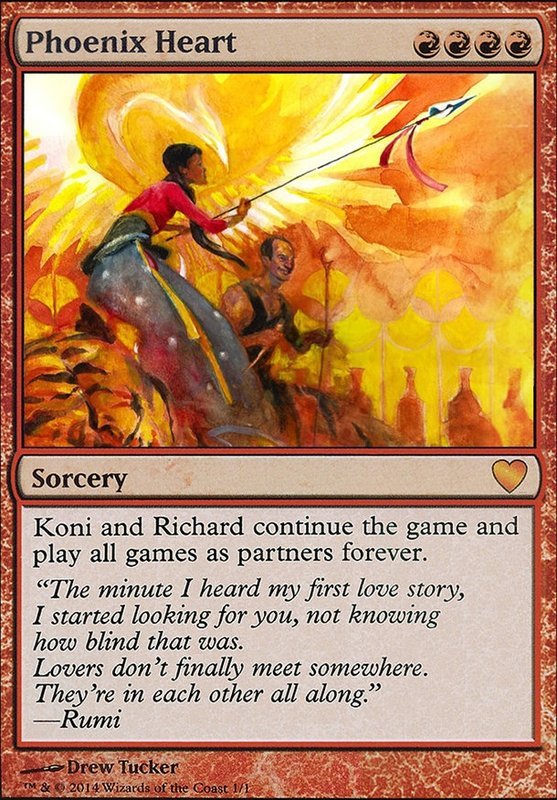 Phoenix Heart
Sorcery
Koni and Richard continue the game and
play all games as partners forever.
“The minute I heard my first love story,
I started looking for you, not knowing
how blind that was.
Lovers don’t finally meet somewhere.
They’re in each other all along.”
—Rumi
Drew Tucker
™ & © 2014 Wizards of the Coast 1/1